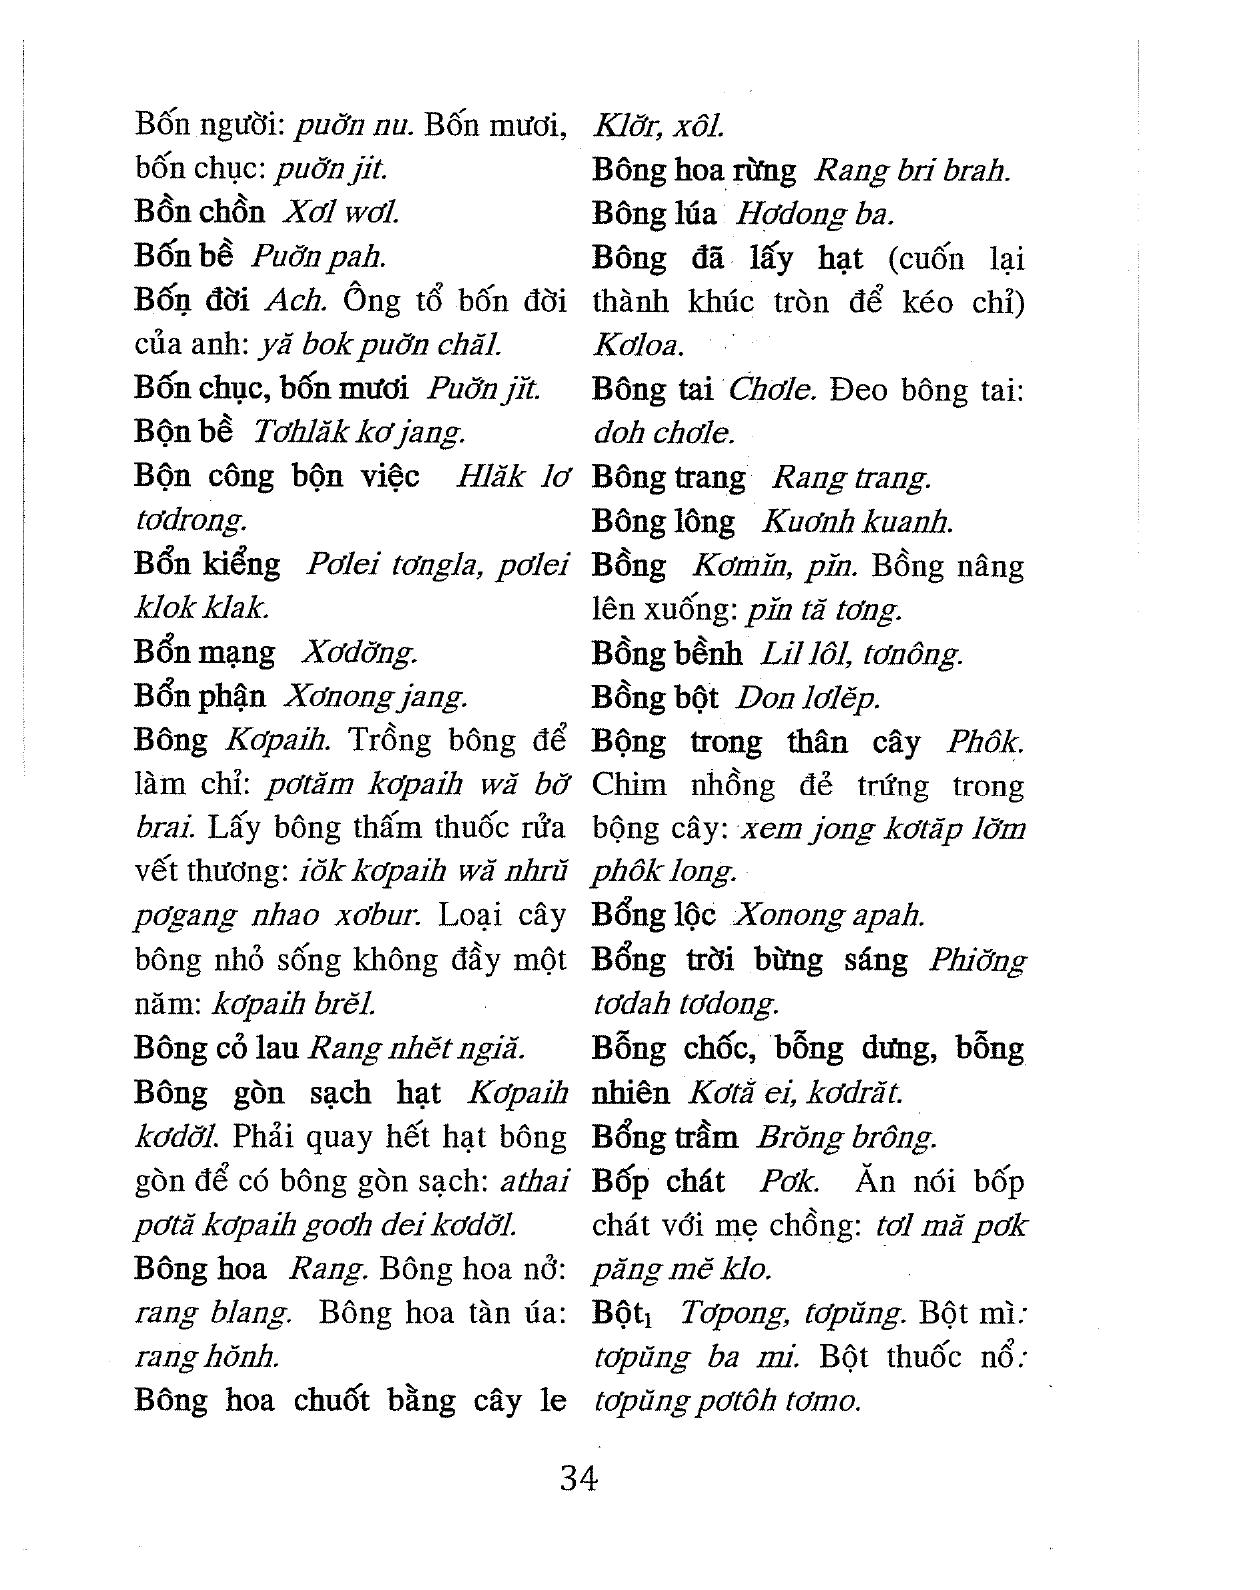 Bốn người: puơ̆n nu. Bốn mươi,
bốn chục: puơ̆n jit.
Bồn chồn Xơl wơl.
Bốn bề Puơ̆n pah.
Bốn đời Ach. Ông tổ bốn đời
của anh: yă bok puơ̆n chăl.
Bốn chục, bốn mươi Puơ̆n jĭt.
Bộn bề Tơhlăk kơ jang.
Bộn công bộn việc Hlăk lơ
tơdrong.
Bổn kiểng Pơlei tơngla, pơlei
klok klak.
Bổn mạng Xơdơ̆ng.
Bổn phận Xơnong jang.
Bông Kơpaih. Trồng bông để
làm chỉ: pơtăm kơpaih wă bơ̆
brai. Lấy bông thấm thuốc rửa
vết thương: iŏk kơpaih wă nhrŭ
pơgang nhao xơbur. Loại cây
bông nhỏ sống không đầy một
năm: kơpaih brĕl.
Bông cỏ lau Rang nhĕt ngiă.
Bông gòn sạch hạt Kơpaih
kơdơ̆l. Phải quay hết hạt bông
gòn để có bông gòn sạch: athai
pơtă kơpaih gơơh dei kơdơ̆l.
Bông hoa Rang. Bông hoa nở:
rang blang. Bông hoa tàn úa:
rang hŏnh.
Bông hoa chuốt bằng cây le
Klơ̆r, xôl.
Bông hoa rừng Rang bri brah.
Bông lúa Hơdong ba.
Bông đã lấy hạt (cuốn lại
thành khúc tròn để kéo chỉ)
Kơloa.
Bông tai Chơle. Đeo bông tai:
doh chơle.
Bông trang Rang trang.
Bông lông Kuơnh kuanh.
Bồng Kơmĭn, pĭn. Bồng nâng
lên xuống: pĭn tă tơng.
Bồng bềnh Lil lôl, tơnông.
Bồng bột Don lơlĕp.
Bộng trong thân cây Phôk.
Chim nhồng đẻ trứng trong
bộng cây: xem jong kơtăp lơ̆m
phôk long.
Bổng lộc Xonong apah.
Bổng trời bừng sáng Phiơ̆ng
tơdah tơdong.
Bỗng chốc, bỗng dưng, bỗng
nhiên Kơtă ei, kơdrăt.
Bổng trầm Brŏng brông.
Bốp chát Pơk. Ăn nói bốp
chát với mẹ chồng: tơl mă pơk
păng mĕ klo.
Bột₁ Tơpong, tơpŭng. Bột mì:
tơpŭng ba mi. Bột thuốc nổ:
tơpŭng pơtôh tơmo.
34